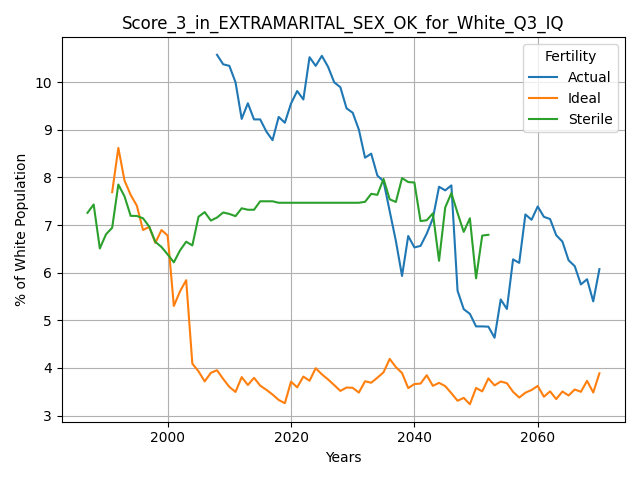 Score_3_in_EXTRAMARITAL_SEX_OK_for_White_Q3_IQ
Fertility
Actual
Ideal
Sterile
% of White Population
10
9
8
7
6
5
4
3
2000
2020
2040
2060
Years